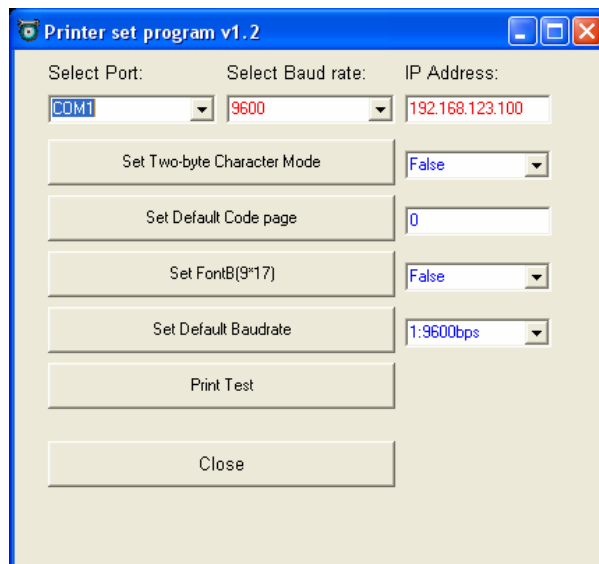 Printer set program v1.2
Select Port: Select Baud rate: IP Address:
COM1 9600 192.168.123.100
Set Two-byte Character Mode False
Set Default Code page 0
Set FontB(9*17) False
Set Default Baudrate 1:9600bps
Print Test
Close